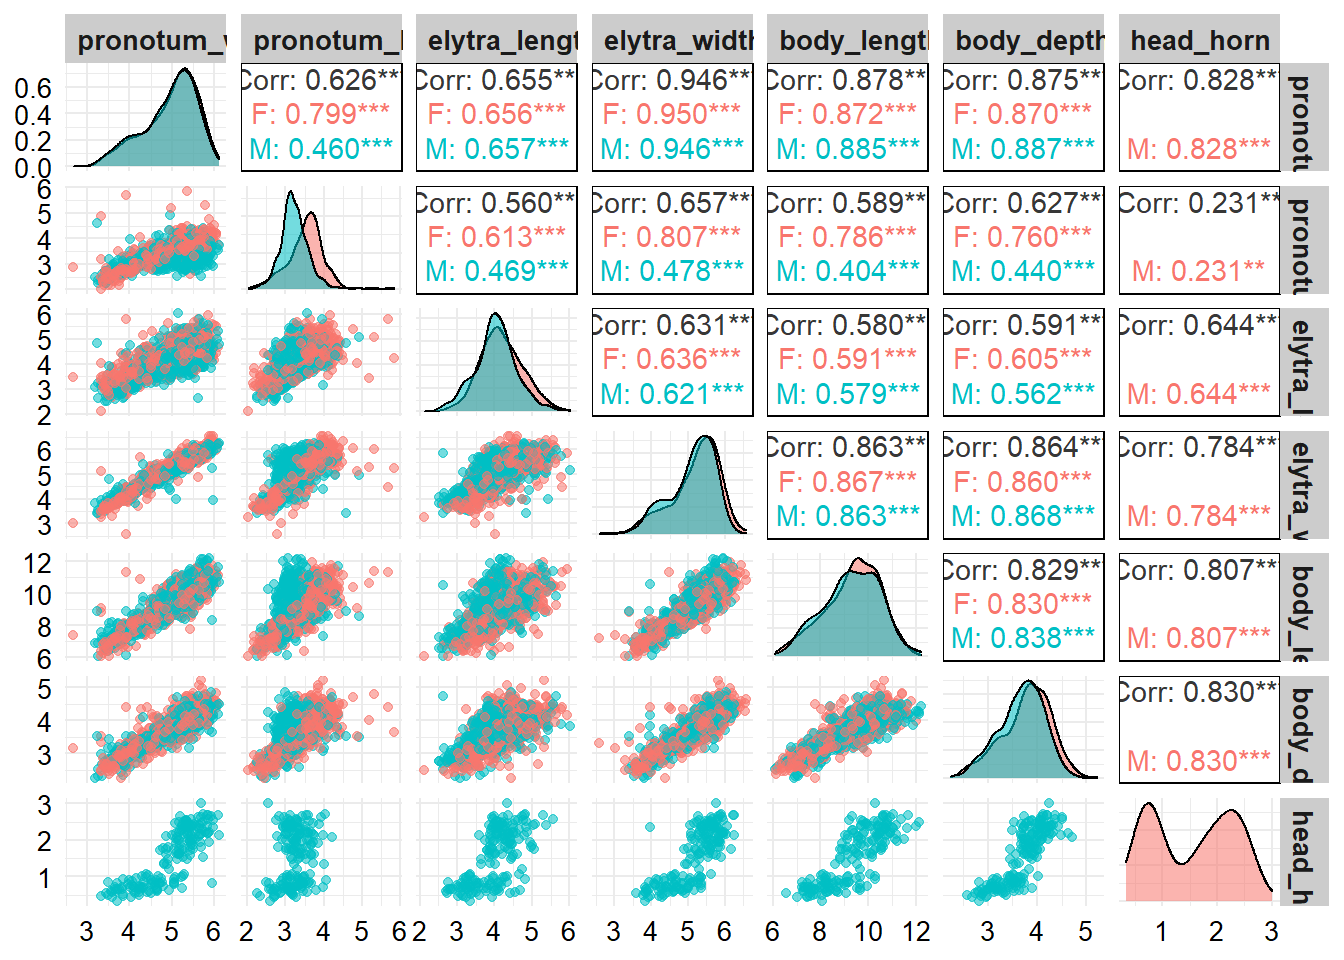 pronotum_w pronotum_l elytra_length elytra_width body_length body_depth head_horn
0.6
0.4
0.2
0.0
Corr: 0.626***
F: 0.799***
M: 0.460***
Corr: 0.655***
F: 0.656***
M: 0.657***
Corr: 0.946***
F: 0.950***
M: 0.946***
Corr: 0.878***
F: 0.872***
M: 0.885***
Corr: 0.875***
F: 0.870***
M: 0.887***
Corr: 0.828***
M: 0.828***
pronotu
6
5
4
3
2
Corr: 0.560***
F: 0.613***
M: 0.469***
Corr: 0.657***
F: 0.807***
M: 0.478***
Corr: 0.589***
F: 0.786***
M: 0.404***
Corr: 0.627***
F: 0.760***
M: 0.440***
Corr: 0.231**
M: 0.231**
pronotu
6
5
4
3
2
Corr: 0.631***
F: 0.636***
M: 0.621***
Corr: 0.580***
F: 0.591***
M: 0.579***
Corr: 0.591***
F: 0.605***
M: 0.562***
Corr: 0.644***
M: 0.644***
elytra_l
6
5
4
3
Corr: 0.863***
F: 0.867***
M: 0.863***
Corr: 0.864***
F: 0.860***
M: 0.868***
Corr: 0.784***
M: 0.784***
elytra_w
12
10
8
6
Corr: 0.829***
F: 0.830***
M: 0.838***
Corr: 0.807***
M: 0.807***
body_le
5
4
3
Corr: 0.830***
M: 0.830***
body_d
3
2
1
head_h
3 4 5 6 2 3 4 5 6 2 3 4 5 6 3 4 5 6 6 8 10 12 3 4 5 1 2 3